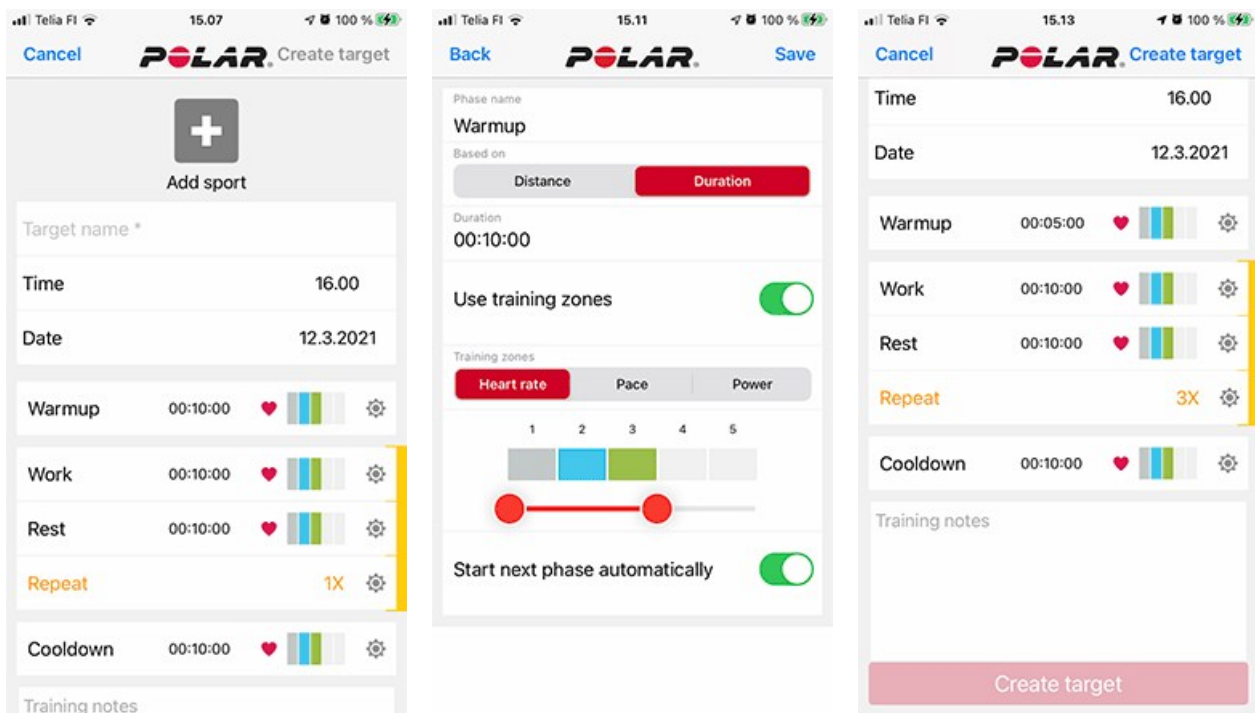 Telia FI 15.07 100 %
Cancel POLAR. Create target
Add sport
Target name *
Time 16.00
Date 12.3.2021
Warmup 00:10:00
Work 00:10:00
Rest 00:10:00
Repeat 1X
Cooldown 00:10:00
Training notes
Telia FI 15.11 100 %
Back POLAR. Save
Phase name
Warmup
Based on
Distance Duration
Duration
00:10:00
Use training zones
Training zones
Heart rate Pace Power
1 2 3 4 5
Start next phase automatically
Telia FI 15.13 100 %
Cancel POLAR. Create target
Time 16.00
Date 12.3.2021
Warmup 00:05:00
Work 00:10:00
Rest 00:10:00
Repeat 3X
Cooldown 00:10:00
Training notes
Create target